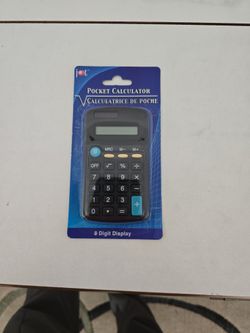 POCKET CALCULATOR
CALCULATRICE DE POCHE
MRC M- M+
OFF √ % ÷
7 8 9 ×
4 5 6 -
1 2 3
0 . = +
8 Digit Display